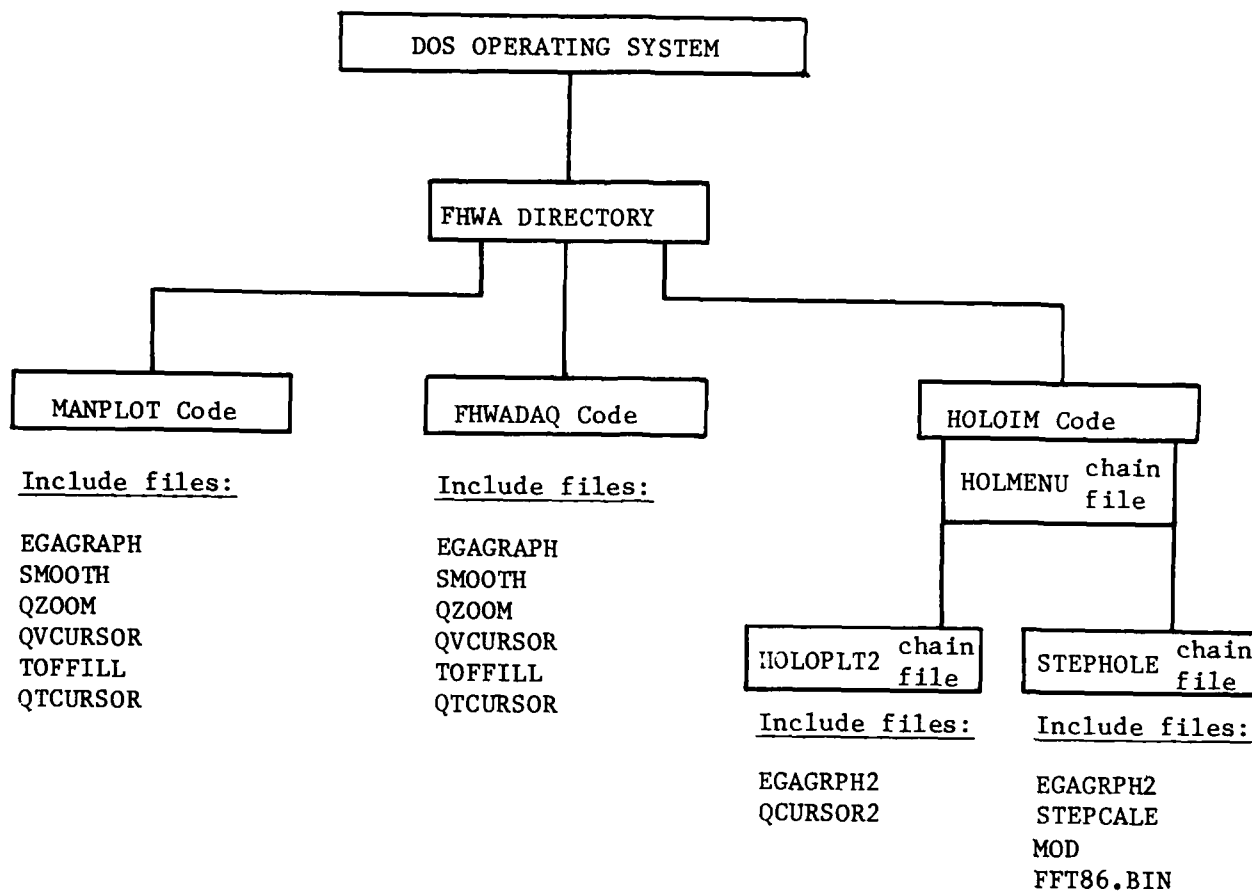 DOS OPERATING SYSTEM
FHWA DIRECTORY
MANPLOT Code
Include files:
EGAGRAPH
SMOOTH
QZOOM
QVCURSOR
TOFFILL
QTCURSOR
FHWADAQ Code
Include files:
EGAGRAPH
SMOOTH
QZOOM
QVCURSOR
TOFFILL
QTCURSOR
HOLOIM Code
HOLMENU chain
file
HOLOPLT2 chain
file
Include files:
EGAGRPH2
QCURSOR2
STEPHOLE chain
file
Include files:
EGAGRPH2
STEPCALE
MOD
FFT86.BIN